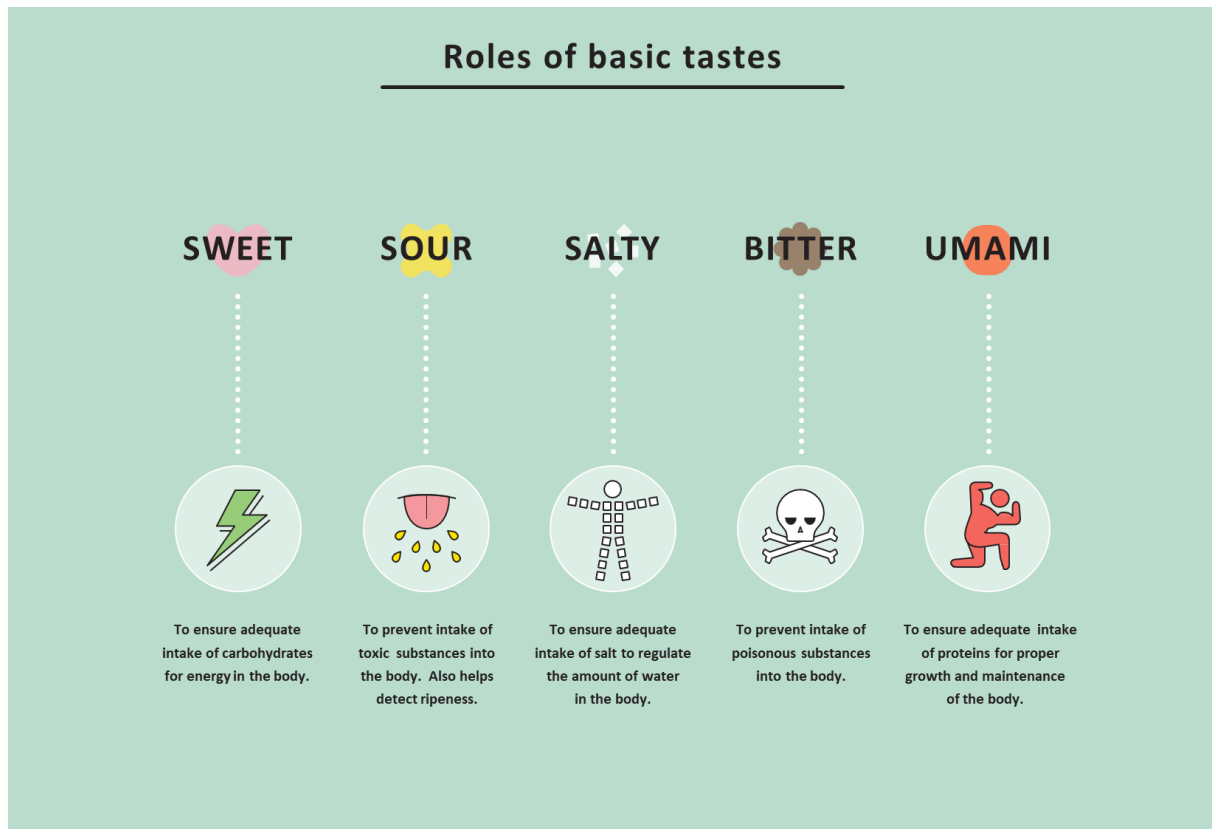 Roles of basic tastes
SWEET
SOUR
SALTY
BITTER
UMAMI
To ensure adequate
intake of carbohydrates
for energy in the body.
To prevent intake of
toxic substances into
the body. Also helps
detect ripeness.
To ensure adequate
intake of salt to regulate
the amount of water
in the body.
To prevent intake of
poisonous substances
into the body.
To ensure adequate intake
of proteins for proper
growth and maintenance
of the body.